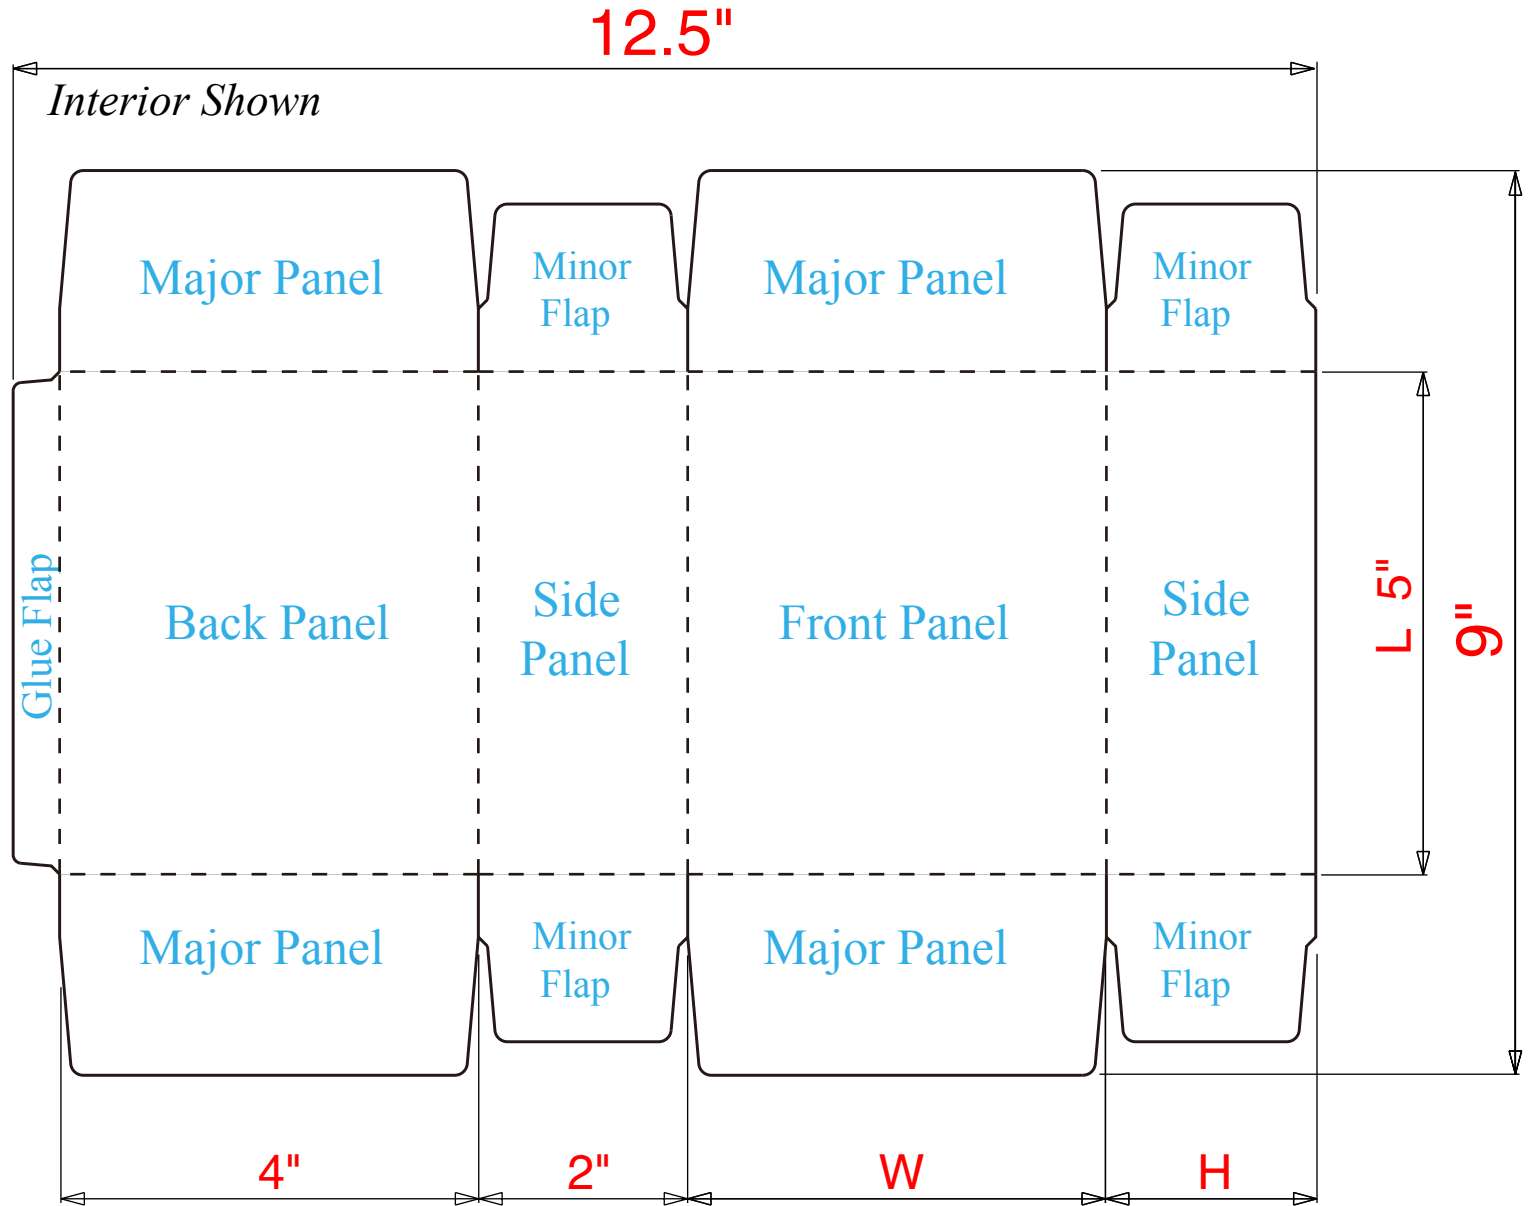 12.5"
Interior Shown
Major Panel
Minor
Flap
Major Panel
Minor
Flap
Glue Flap
Back Panel
Side
Panel
Front Panel
Side
Panel
L 5"
9"
Major Panel
Minor
Flap
Major Panel
Minor
Flap
4"
2"
W
H